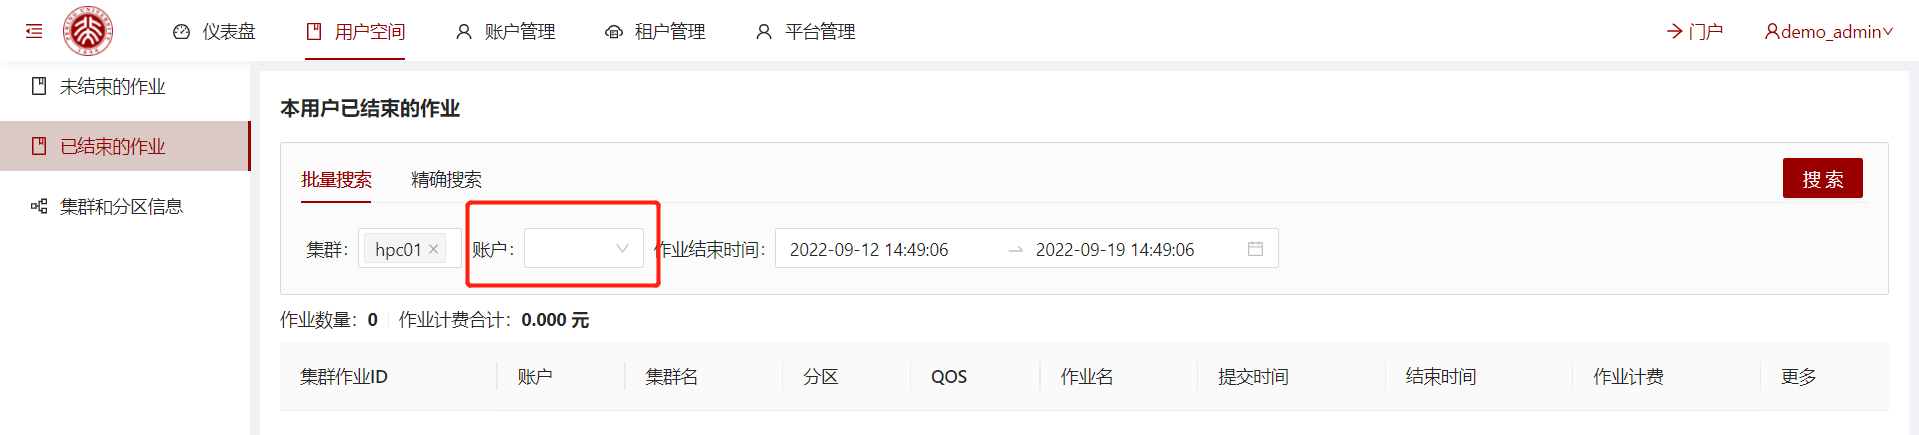 仪表盘 用户空间 账户管理 租户管理 平台管理 门户 demo_admin
未结束的作业
已结束的作业
集群和分区信息
本用户已结束的作业
批量搜索 精确搜索 搜 索
集群： hpc01 账户： 作业结束时间： 2022-09-12 14:49:06 2022-09-19 14:49:06
作业数量：0 作业计费合计：0.000 元
集群作业ID 账户 集群名 分区 QOS 作业名 提交时间 结束时间 作业计费 更多